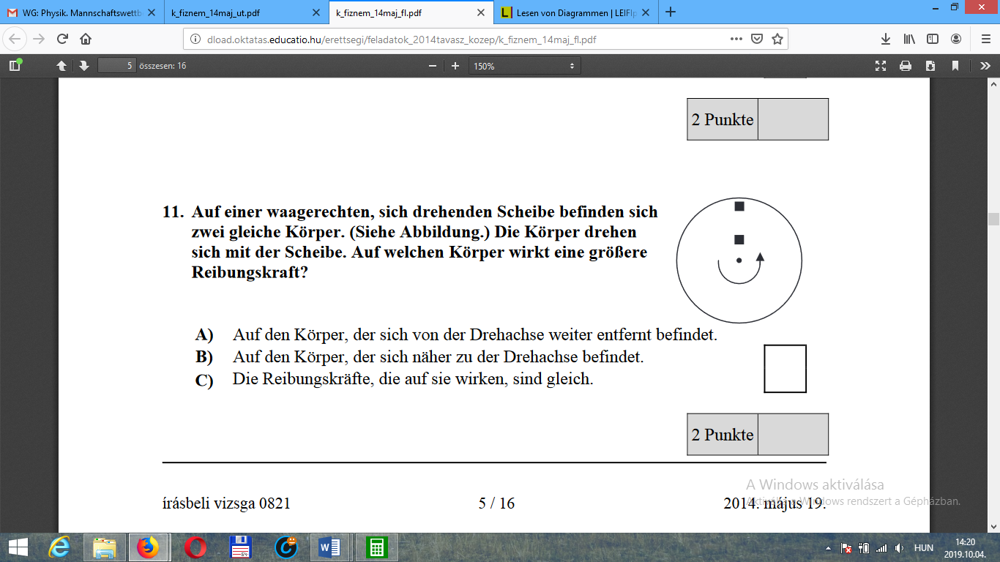 WG: Physik. Mannschaftswettb
k_fiznem_14maj_ut.pdf
k_fiznem_14maj_fl.pdf
L Lesen von Diagrammen | LEIFIp
dload.oktatas.educatio.hu/erettsegi/feladatok_2014tavasz_kozep/k_fiznem_14maj_fl.pdf
5 összesen: 16
150%
2 Punkte
11. Auf einer waagerechten, sich drehenden Scheibe befinden sich
zwei gleiche Körper. (Siehe Abbildung.) Die Körper drehen
sich mit der Scheibe. Auf welchen Körper wirkt eine größere
Reibungskraft?
A) Auf den Körper, der sich von der Drehachse weiter entfernt befindet.
B) Auf den Körper, der sich näher zu der Drehachse befindet.
C) Die Reibungskräfte, die auf sie wirken, sind gleich.
2 Punkte
írásbeli vizsga 0821
5 / 16
2014. május 19.
A Windows aktiválása
Windows rendszert a Gépházban.
HUN
14:20
2019.10.04.